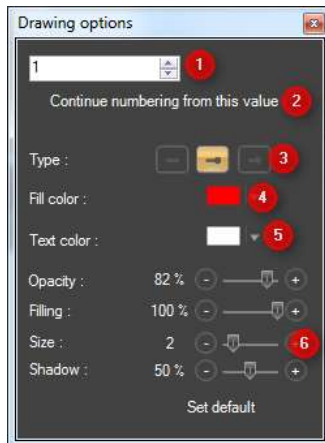 Drawing options
1 1
Continue numbering from this value 2
Type : 3
Fill color : 4
Text color : 5
Opacity : 82 % - +
Filling : 100 % - +
Size : 2 - 6
Shadow : 50 % - +
Set default